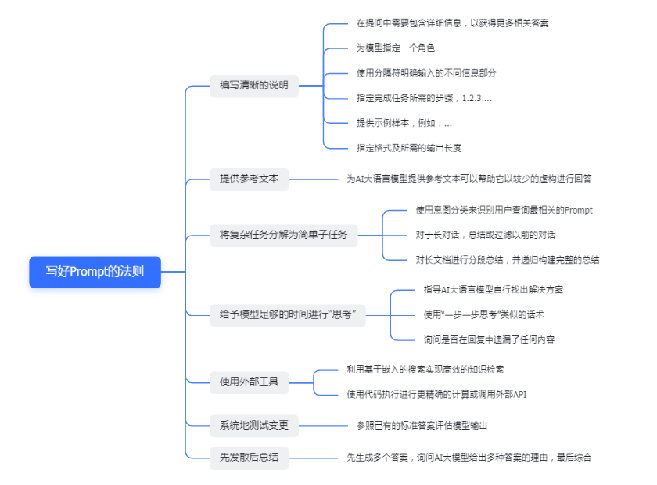 写好Prompt的法则
编写清晰的说明
在提问中需要包含详细信息，以获得更多相关答案
为模型指定一个角色
使用分隔符明确输入的不同信息部分
指定完成任务所需的步骤，1.2.3....
提供示例样本，例如：...
指定格式及所需的输出长度
提供参考文本
为AI大语言模型提供参考文本可以帮助它以较少的虚构进行回答
将复杂任务分解为简单子任务
使用意图分类来识别用户查询最相关的Prompt
对于长对话，总结或过滤以前的对话
对长文档进行分段总结，并递归构建完整的总结
给予模型足够的时间进行"思考"
指导AI大语言模型自行找出解决方案
使用"一步一步思考"类似的话术
询问是否在回复中遗漏了任何内容
使用外部工具
利用基于嵌入的搜索实现高效的知识检索
使用代码执行进行更精确的计算或调用外部API
系统地测试变更
参照已有的标准答案评估模型输出
先发散后总结
先生成多个答案，询问AI大模型给出多种答案的理由，最后综合